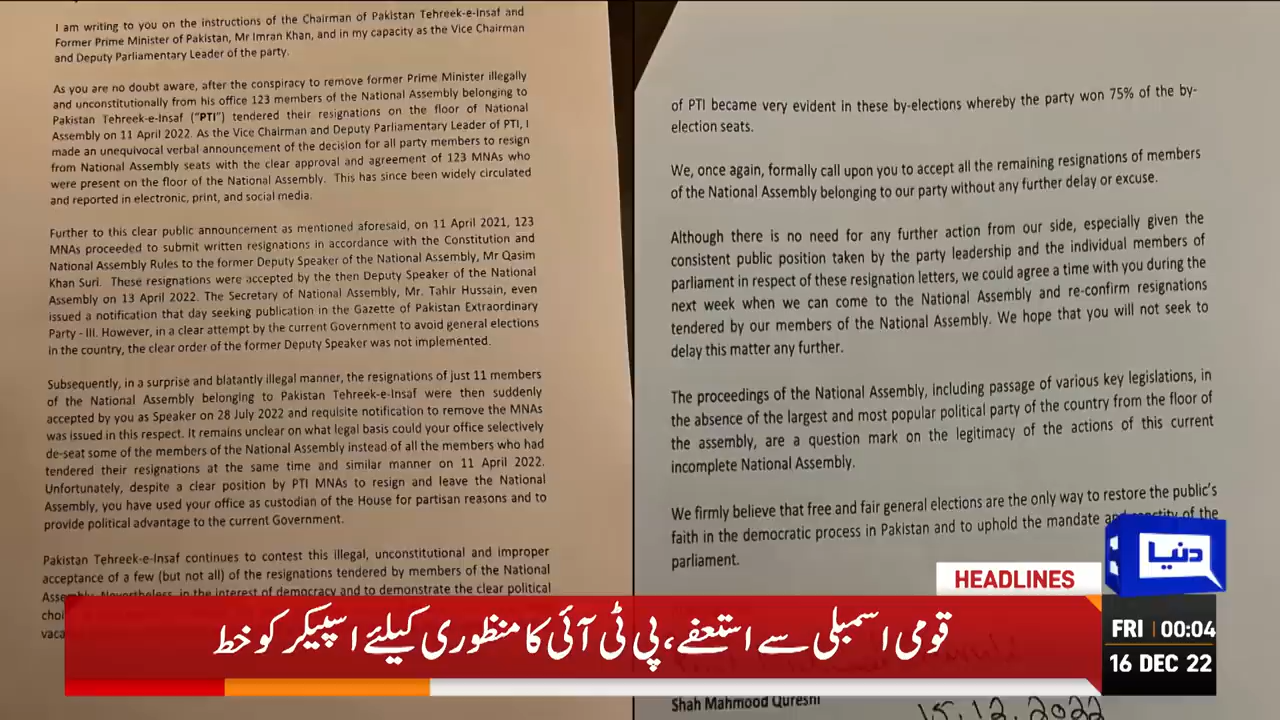 I am writing to you on the instructions of the Chairman of Pakistan Tehreek-e-Insaf and
Former Prime Minister of Pakistan, Mr Imran Khan, and in my capacity as the Vice Chairman
and Deputy Parliamentary Leader of the party.
As you are no doubt aware, after the conspiracy to remove former Prime Minister illegally
and unconstitutionally from his office 123 members of the National Assembly belonging to
Pakistan Tehreek-e-Insaf ("PTI") tendered their resignations on the floor of National
Assembly on 11 April 2022. As the Vice Chairman and Deputy Parliamentary Leader of PTI, I
made an unequivocal verbal announcement of the decision for all party members to resign
from National Assembly seats with the clear approval and agreement of 123 MNAs who
were present on the floor of the National Assembly. This has since been widely circulated
and reported in electronic, print, and social media.
Further to this clear public announcement as mentioned aforesaid, on 11 April 2021, 123
MNAs proceeded to submit written resignations in accordance with the Constitution and
National Assembly Rules to the former Deputy Speaker of the National Assembly, Mr Qasim
Khan Suri. These resignations were accepted by the then Deputy Speaker of the National
Assembly on 13 April 2022. The Secretary of National Assembly, Mr. Tahir Hussain, even
issued a notification that day seeking publication in the Gazette of Pakistan Extraordinary
Party - III. However, in a clear attempt by the current Government to avoid general elections
in the country, the clear order of the former Deputy Speaker was not implemented.
Subsequently, in a surprise and blatantly illegal manner, the resignations of just 11 members
of the National Assembly belonging to Pakistan Tehreek-e-Insaf were then suddenly
accepted by you as Speaker on 28 July 2022 and requisite notification to remove the MNAs
was issued in this respect. It remains unclear on what legal basis could your office selectively
de-seat some of the members of the National Assembly instead of all the members who had
tendered their resignations at the same time and similar manner on 11 April 2022.
Unfortunately, despite a clear position by PTI MNAs to resign and leave the National
Assembly, you have used your office as custodian of the House for partisan reasons and to
provide political advantage to the current Government.
Pakistan Tehreek-e-Insaf continues to contest this illegal, unconstitutional and improper
acceptance of a few (but not all) of the resignations tendered by members of the National
Nevertheless, in the interest of democracy and to demonstrate the clear political
of PTI became very evident in these by-elections whereby the party won 75% of the by-
election seats.
We, once again, formally call upon you to accept all the remaining resignations of members
of the National Assembly belonging to our party without any further delay or excuse.
Although there is no need for any further action from our side, especially given the
consistent public position taken by the party leadership and the individual members of
parliament in respect of these resignation letters, we could agree a time with you during the
next week when we can come to the National Assembly and re-confirm resignations
tendered by our members of the National Assembly. We hope that you will not seek to
delay this matter any further.
The proceedings of the National Assembly, including passage of various key legislations, in
the absence of the largest and most popular political party of the country from the floor of
the assembly, are a question mark on the legitimacy of the actions of this current
incomplete National Assembly.
We firmly believe that free and fair general elections are the only way to restore the public's
faith in the democratic process in Pakistan and to uphold the mandate and sanctity of the
parliament.
Shah Mahmood Qureshi
15.12.2022
دنیا
HEADLINES
قومی اسمبلی سے استعفے، پی ٹی آئی کا منظوری کیلئے اسپیکر کو خط
FRI 00:04
16 DEC 22